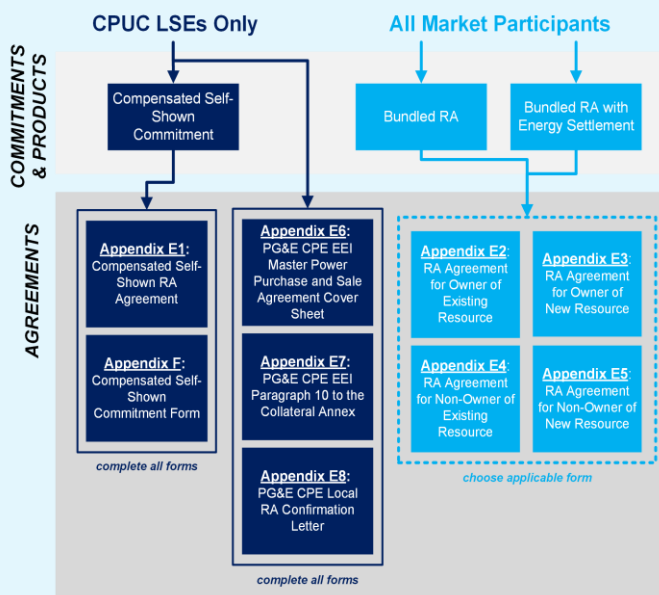 CPUC LSEs Only
All Market Participants
COMMITMENTS
& PRODUCTS
Compensated Self-
Shown
Commitment
Bundled RA
Bundled RA with
Energy Settlement
AGREEMENTS
Appendix E1:
Compensated Self-
Shown RA
Agreement
Appendix F:
Compensated Self-
Shown
Commitment Form
complete all forms
Appendix E6:
PG&E CPE EEI
Master Power
Purchase and Sale
Agreement Cover
Sheet
Appendix E7:
PG&E CPE EEI
Paragraph 10 to the
Collateral Annex
Appendix E8:
PG&E CPE Local
RA Confirmation
Letter
complete all forms
Appendix E2:
RA Agreement
for Owner of
Existing
Resource
Appendix E3:
RA Agreement
for Owner of
New Resource
Appendix E4:
RA Agreement
for Non-Owner of
Existing
Resource
Appendix E5:
RA Agreement
for Non-Owner of
New Resource
choose applicable form